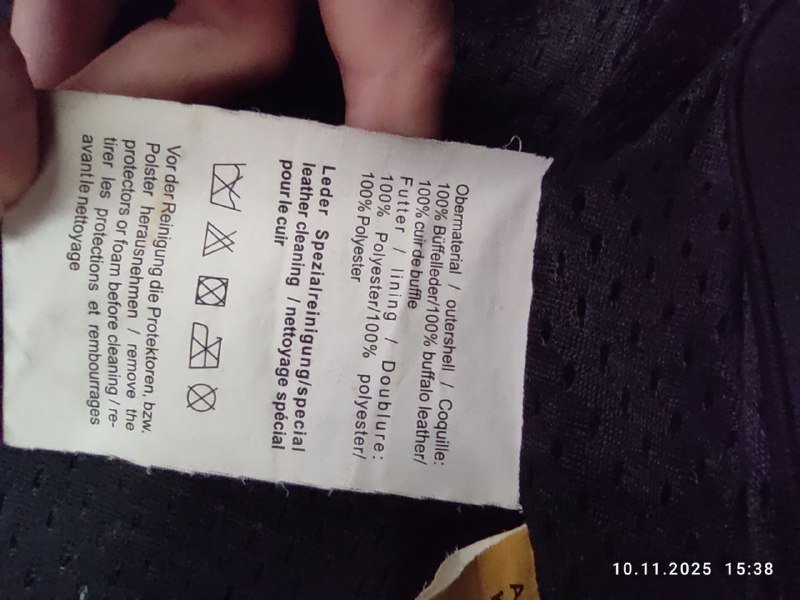 Obermaterial / outershell / Coquille:
100% Büffelleder/100% buffalo leather/
100% cuir de buffle
Futter / lining / Doublure:
100% Polyester/100% polyester/
100% Polyester
Leder Spezialreinigung/special
leather cleaning / nettoyage spécial
pour le cuir
Vor der Reinigung die Protektoren, bzw.
Polster herausnehmen / remove the
protectors or foam before cleaning / re-
tirer les protections et rembourrages
avant le nettoyage
10.11.2025 15:38